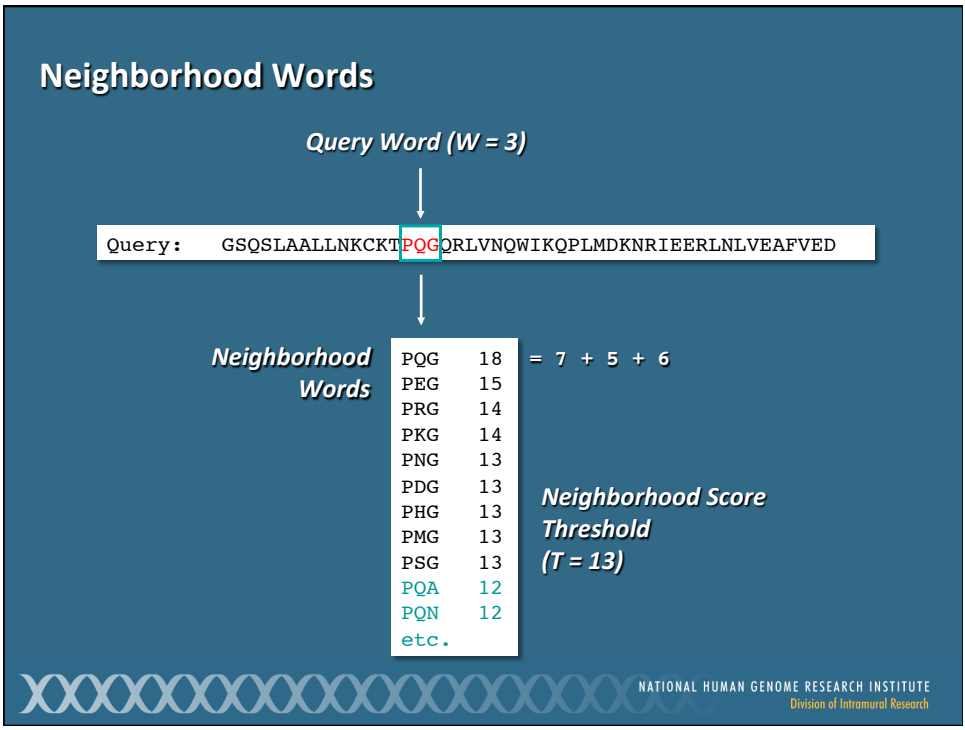 Neighborhood Words
Query Word (W = 3)
Query: GSQSLAALLNKCKTPQGQRLVNQWIKQPLMDKNRIEERLNLVEAFVED
Neighborhood Words
PQG 18 = 7 + 5 + 6
PEG 15
PRG 14
PKG 14
PNG 13
PDG 13
PHG 13
PMG 13
PSG 13
PQA 12
PQN 12
etc.
Neighborhood Score
Threshold
(T = 13)
NATIONAL HUMAN GENOME RESEARCH INSTITUTE
Division of Intramural Research